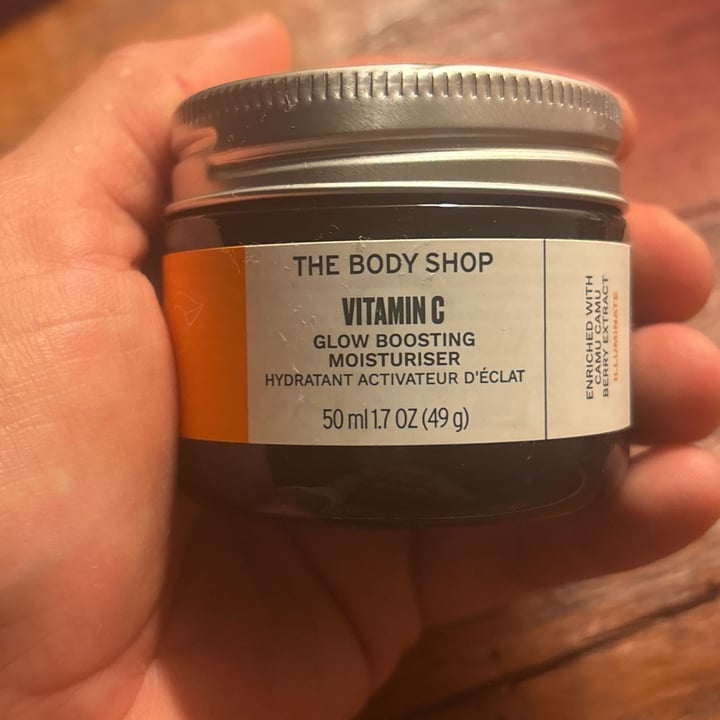 THE BODY SHOP
VITAMIN C
GLOW BOOSTING
MOISTURISER
HYDRATANT ACTIVATEUR D'ÉCLAT
50 ml 1.7 OZ (49 g)
ENRICHED WITH
CAMU CAMU
BERRY EXTRACT
ILLUMINATE